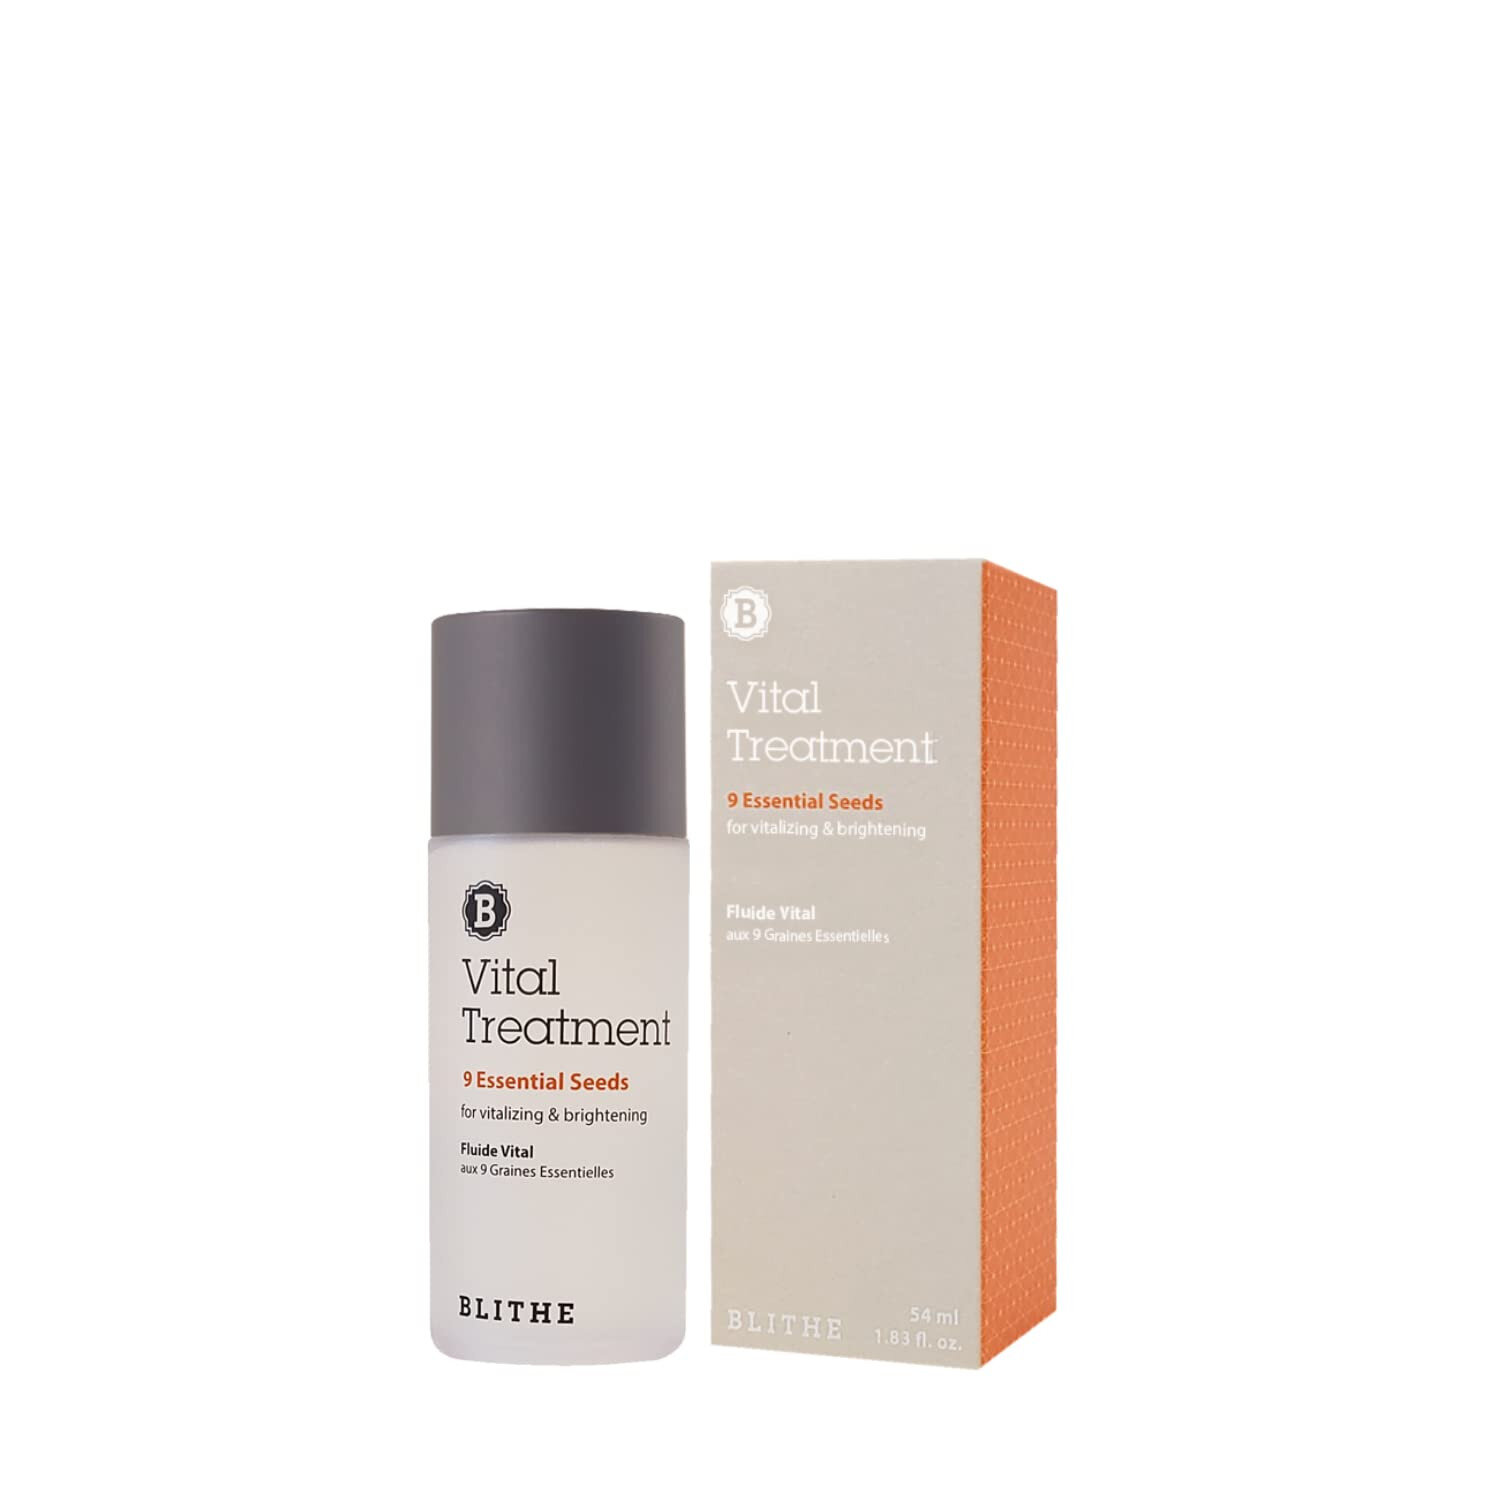 B
Vital
Treatment
9 Essential Seeds
for vitalizing & brightening
Fluide Vital
aux 9 Graines Essentielles
BLITHE
B
Vital
Treatment
9 Essential Seeds
for vitalizing & brightening
Fluide Vital
aux 9 Graines Essentielles
BLITHE
54 ml
1.83 fl. oz.